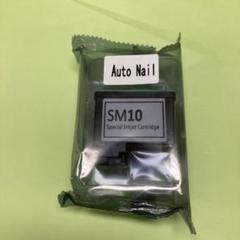 Auto Nail
SM10
Special Inkjet Cartridge